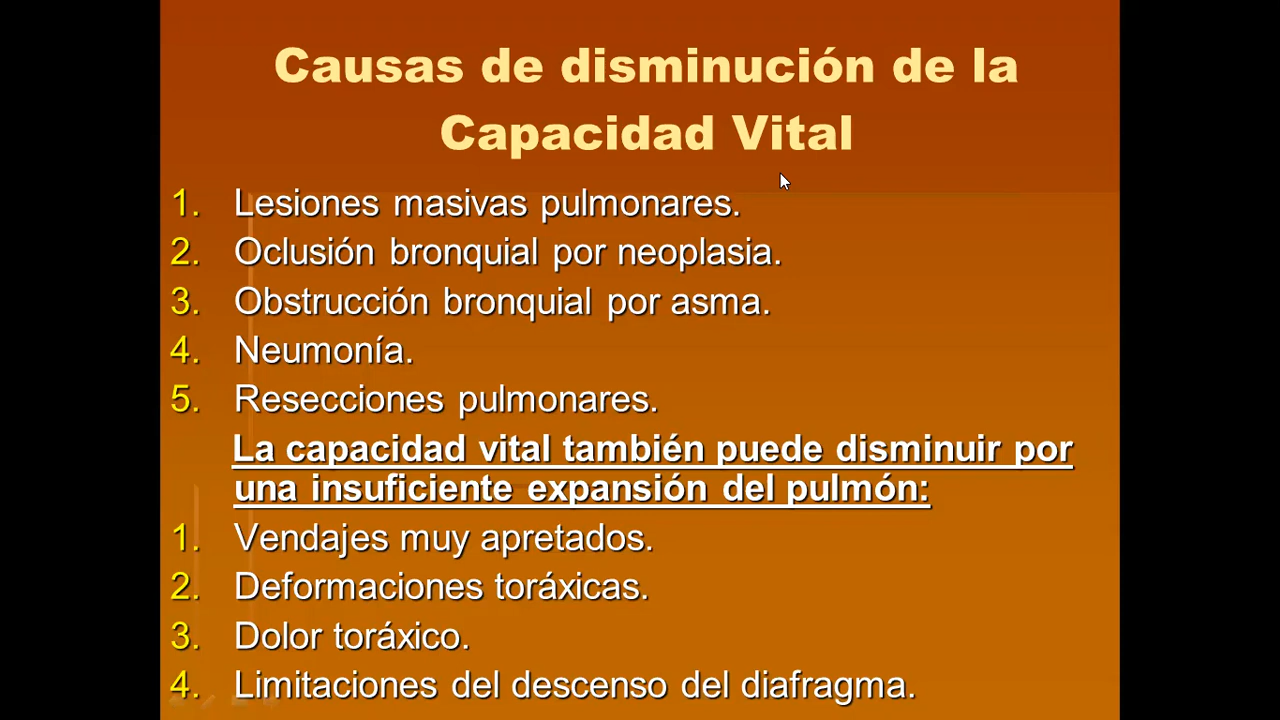 Causas de disminución de la
Capacidad Vital
1. Lesiones masivas pulmonares.
2. Oclusión bronquial por neoplasia.
3. Obstrucción bronquial por asma.
4. Neumonía.
5. Resecciones pulmonares.
La capacidad vital también puede disminuir por
una insuficiente expansión del pulmón:
1. Vendajes muy apretados.
2. Deformaciones toráxicas.
3. Dolor toráxico.
4. Limitaciones del descenso del diafragma.